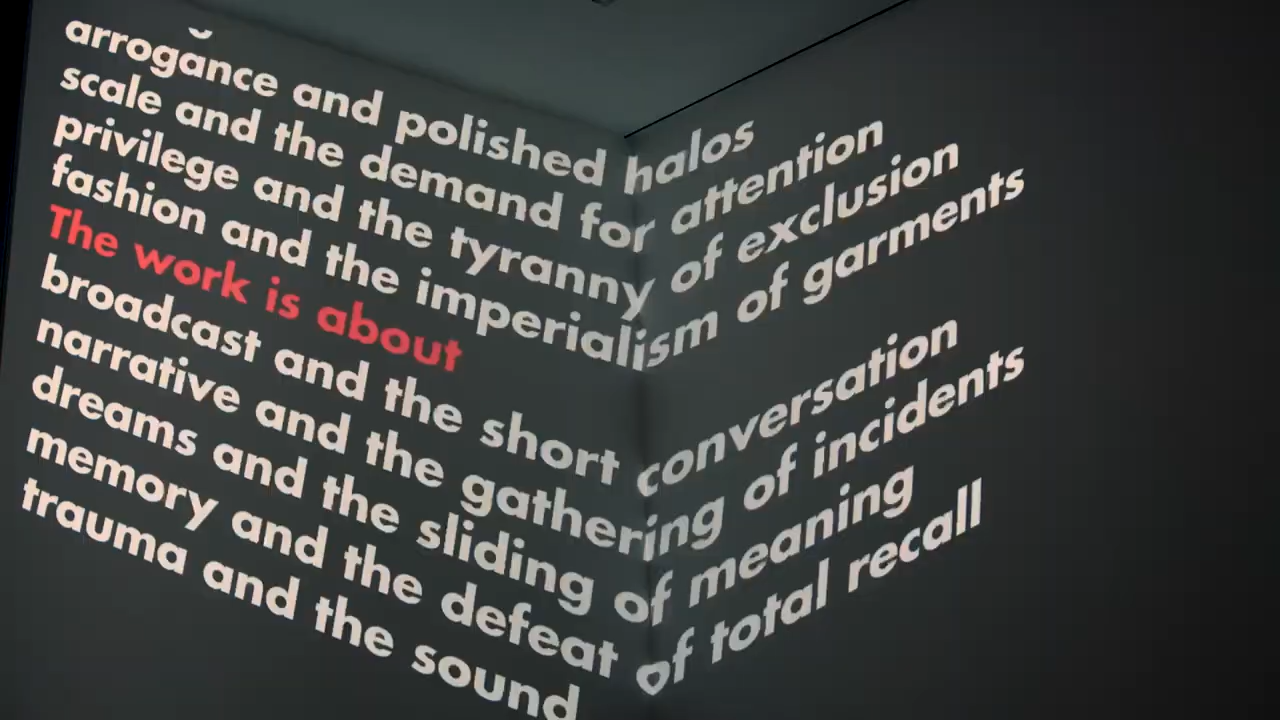 arrogance and polished halos
scale and the demand for attention
privilege and the tyranny of exclusion
fashion and the imperialism of garments
The work is about
broadcast and the short conversation
narrative and the gathering of incidents
dreams and the sliding of meaning
memory and the defeat of total recall
trauma and the sound